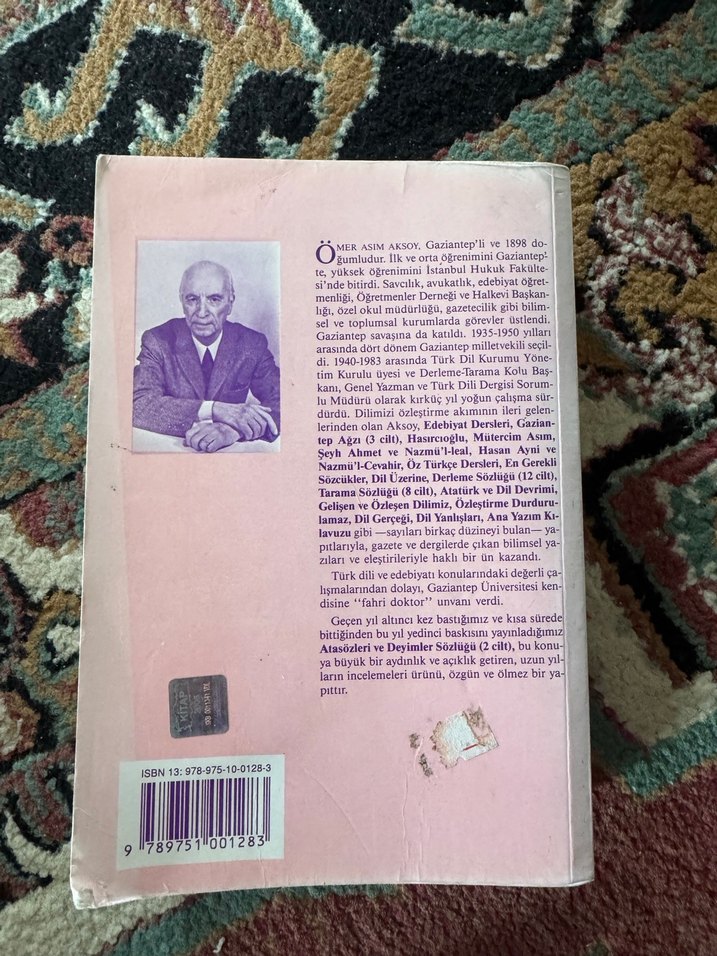 ÖMER ASIM AKSOY, Gaziantep'li ve 1898 do-
ğumludur. İlk ve orta öğrenimini Gaziantep'-
te, yüksek öğrenimini İstanbul Hukuk Fakülte-
si'nde bitirdi. Savcılık, avukatlık, edebiyat öğret-
menliği, Öğretmenler Derneği ve Halkevi Başkan-
lığı, özel okul müdürlüğü, gazetecilik gibi bilim-
sel ve toplumsal kurumlarda görevler üstlendi.
Gaziantep savaşına da katıldı. 1935-1950 yılları
arasında dört dönem Gaziantep milletvekili seçil-
di. 1940-1983 arasında Türk Dil Kurumu Yöne-
tim Kurulu üyesi ve Derleme-Tarama Kolu Baş-
kanı, Genel Yazman ve Türk Dili Dergisi Sorum-
lu Müdürü olarak kırküç yıl yoğun çalışma sür-
dürdü. Dilimizi özleştirme akımının ileri gelen-
lerinden olan Aksoy, Edebiyat Dersleri, Gazian-
tep Ağzı (3 cilt), Hasırcıoğlu, Mütercim Asım,
Şeyh Ahmet ve Nazmü'l-leal, Hasan Ayni ve
Nazmü'l-Cevahir, Öz Türkçe Dersleri, En Gerekli
Sözcükler, Dil Üzerine, Derleme Sözlüğü (12 cilt),
Tarama Sözlüğü (8 cilt), Atatürk ve Dil Devrimi,
Gelişen ve Özleşen Dilimiz, Özleştirme Durduru-
lamaz, Dil Gerçeği, Dil Yanlışları, Ana Yazım Kı-
lavuzu gibi —sayıları birkaç düzineyi bulan— ya-
pıtlarıyla, gazete ve dergilerde çıkan bilimsel ya-
zıları ve eleştirileriyle haklı bir ün kazandı.
Türk dili ve edebiyatı konularındaki değerli ça-
lışmalarından dolayı, Gaziantep Üniversitesi ken-
disine "fahri doktor" unvanı verdi.
Geçen yıl altıncı kez bastığımız ve kısa sürede
bittiğinden bu yıl yedinci baskısını yayınladığımız
Atasözleri ve Deyimler Sözlüğü (2 cilt), bu konu-
ya büyük bir aydınlık ve açıklık getiren, uzun yıl-
ların incelemeleri ürünü, özgün ve ölmez bir ya-
pıttır.
KİTAP
ISBN 13: 978-975-10-0128-3
9 789751 001283